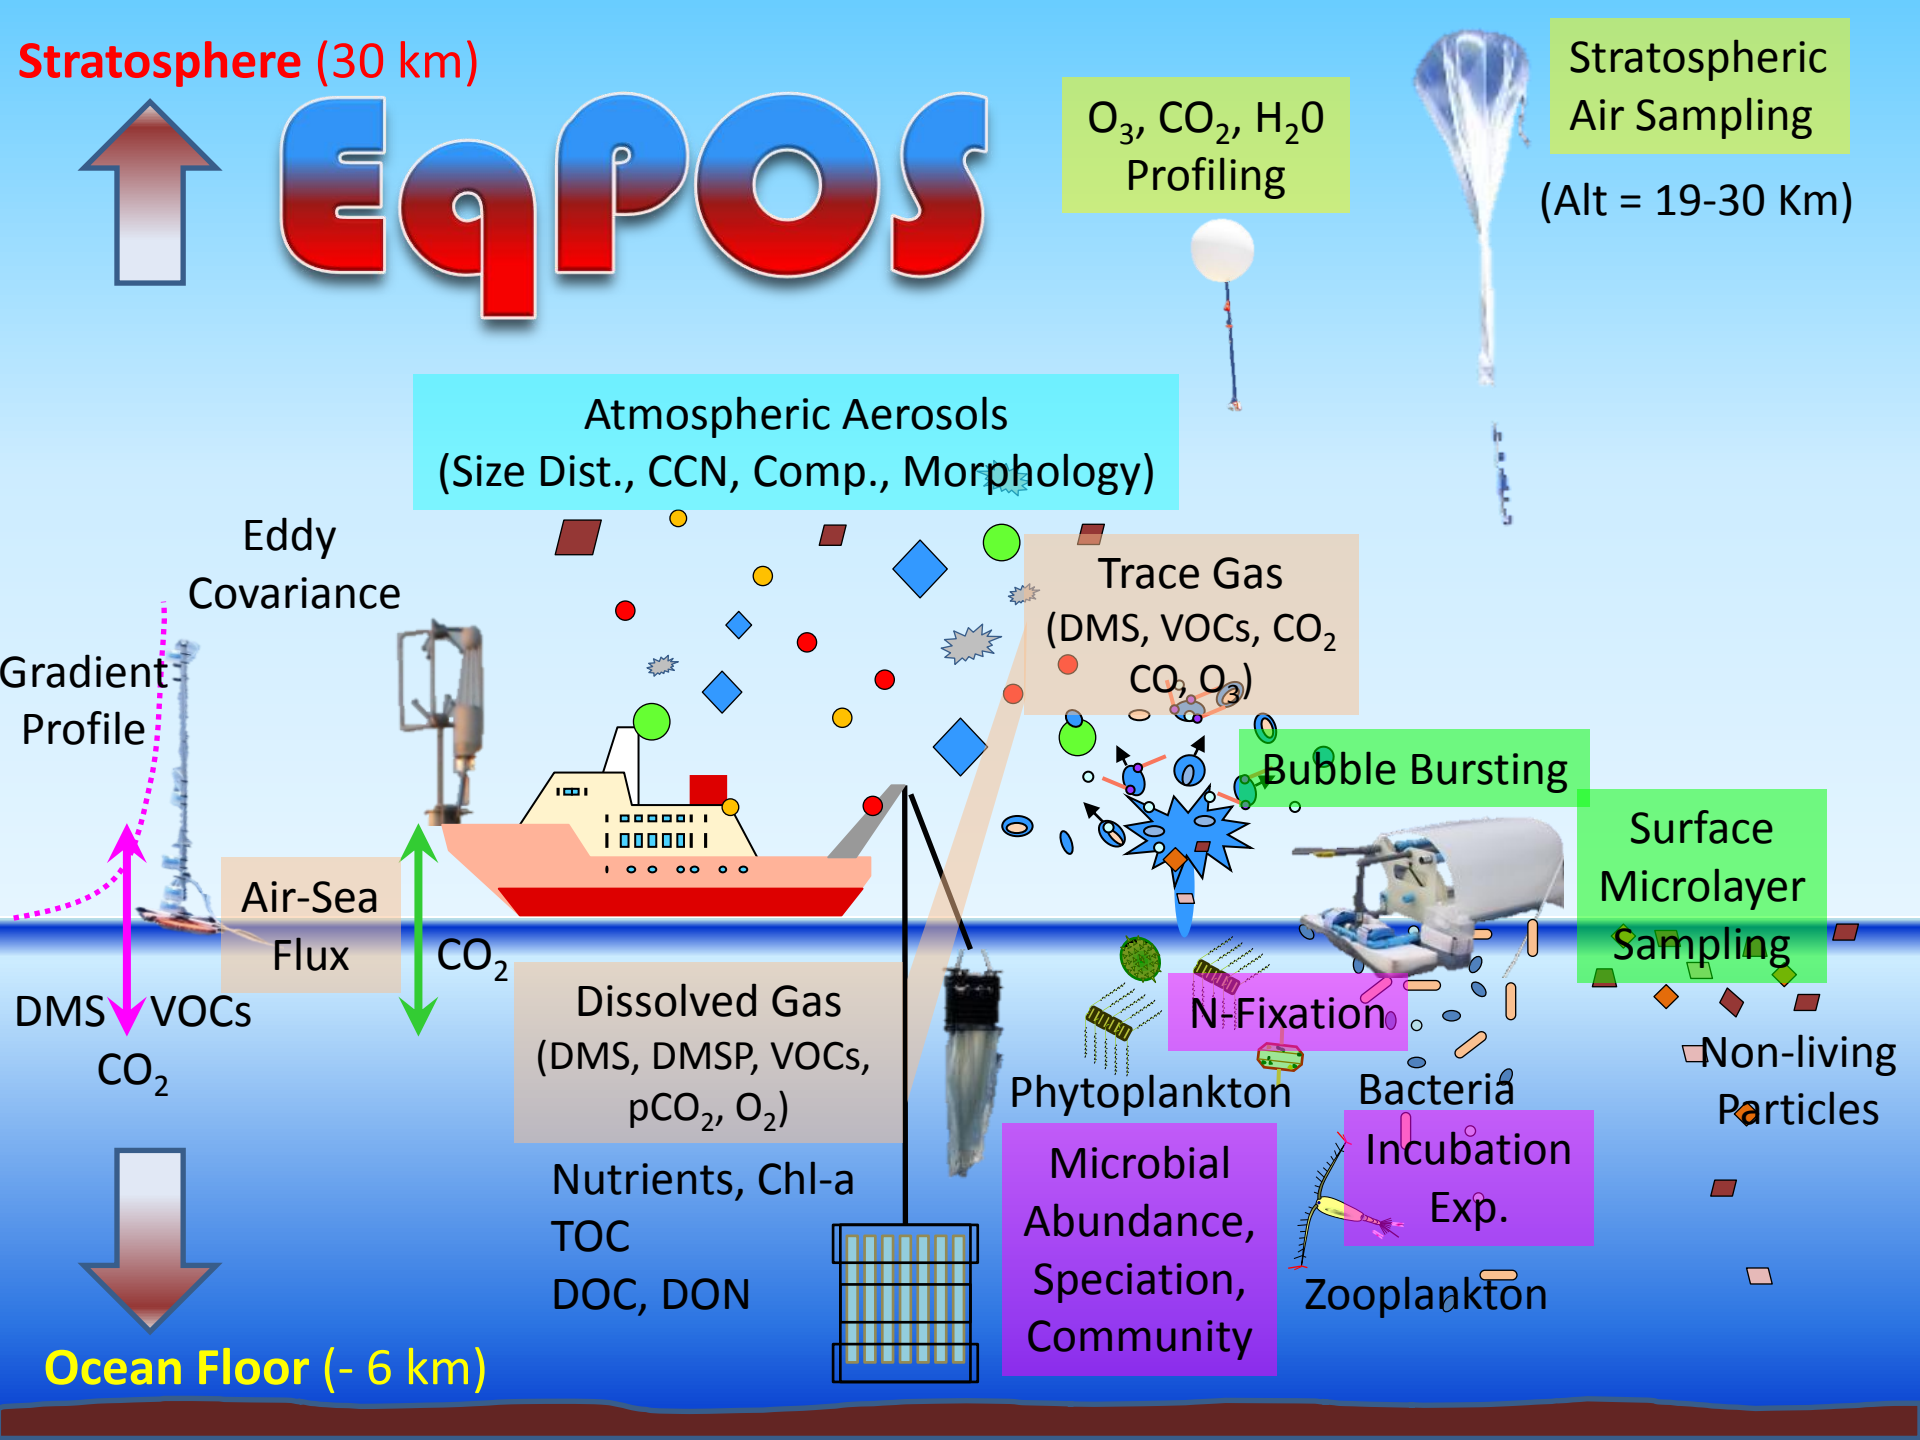 Stratosphere (30 km)
EqPOS
O3, CO2, H20
Profiling
Stratospheric
Air Sampling
(Alt = 19-30 Km)
Atmospheric Aerosols
(Size Dist., CCN, Comp., Morphology)
Eddy
Covariance
Gradient
Profile
Trace Gas
(DMS, VOCs, CO2
CO, O3)
Bubble Bursting
Surface
Microlayer
Sampling
Air-Sea
Flux
CO2
DMS VOCs
CO2
Dissolved Gas
(DMS, DMSP, VOCs,
pCO2, O2)
Nutrients, Chl-a
TOC
DOC, DON
N-Fixation
Phytoplankton
Bacteria
Non-living
Particles
Microbial
Abundance,
Speciation,
Community
Incubation
Exp.
Zooplankton
Ocean Floor (- 6 km)